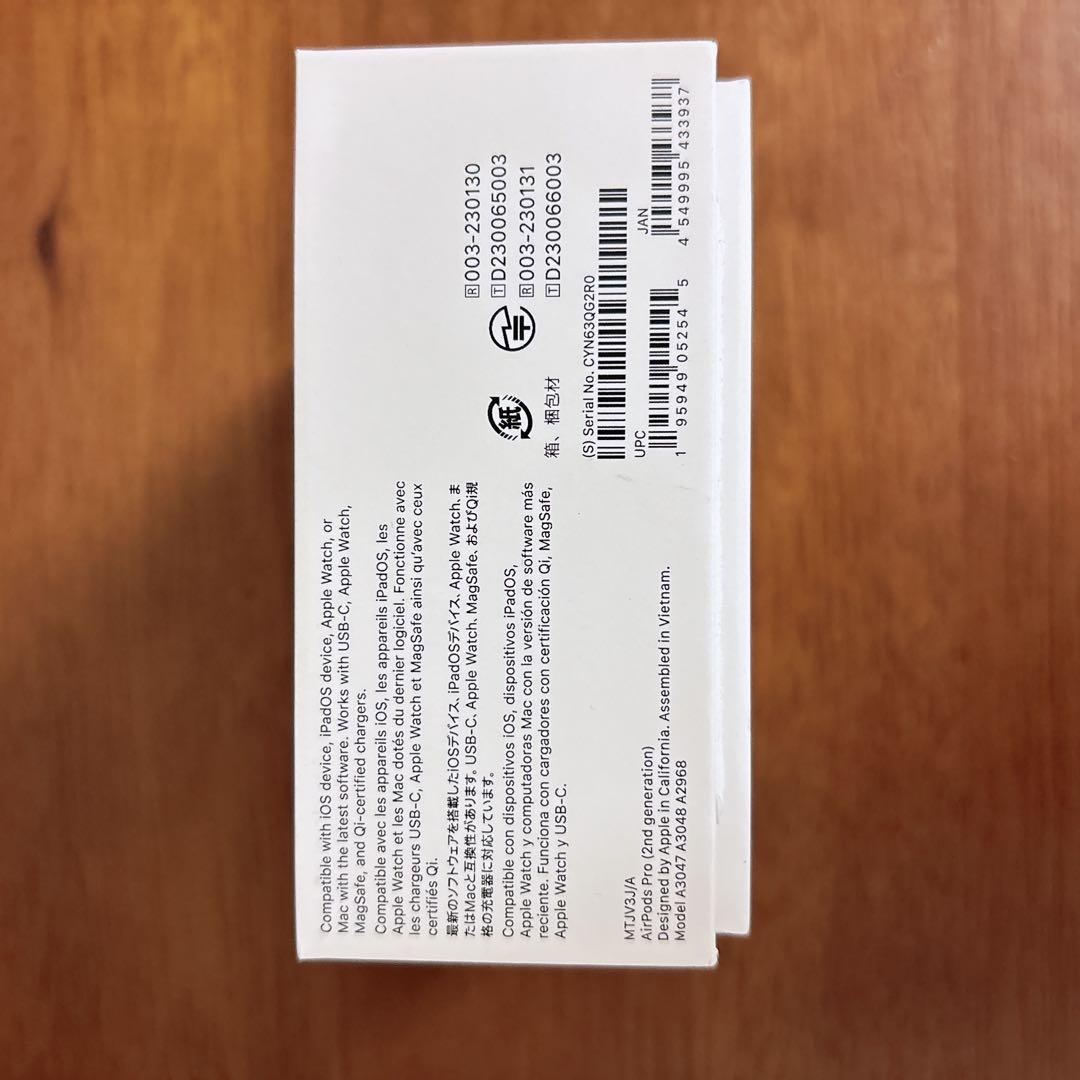 Compatible with iOS device, iPadOS device, Apple Watch, or
Mac with the latest software. Works with USB-C, Apple Watch,
MagSafe, and Qi-certified chargers.
Compatible avec les appareils iOS, les appareils iPadOS, les
Apple Watch et les Mac dotés du dernier logiciel. Fonctionne avec
les chargeurs USB-C, Apple Watch et MagSafe ainsi qu'avec ceux
certifiés Qi.
最新のソフトウェアを搭載したiOSデバイス、iPadOSデバイス、Apple Watch、ま
たはMacと互換性があります。USB-C、Apple Watch、MagSafe、およびQi規
格の充電器に対応しています。
Compatible con dispositivos iOS, dispositivos iPadOS,
Apple Watch y computadoras Mac con la versión de software más
reciente. Funciona con cargadores con certificación Qi, MagSafe,
Apple Watch y USB-C.
MTJV3J/A
AirPods Pro (2nd generation)
Designed by Apple in California. Assembled in Vietnam.
Model A3047 A3048 A2968
紙
箱、梱包材
R 003-230130
T D230065003
R 003-230131
T D230066003
(S) Serial No. CYN63QG2R0
UPC
1 95949 05254 5
JAN
4 549995 433937